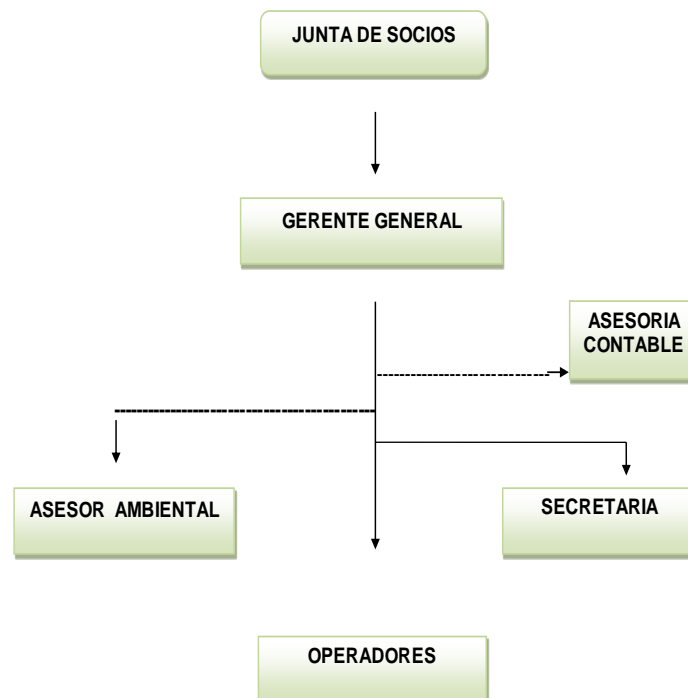 JUNTA DE SOCIOS
GERENTE GENERAL
ASESORIA
CONTABLE
ASESOR AMBIENTAL
SECRETARIA
OPERADORES